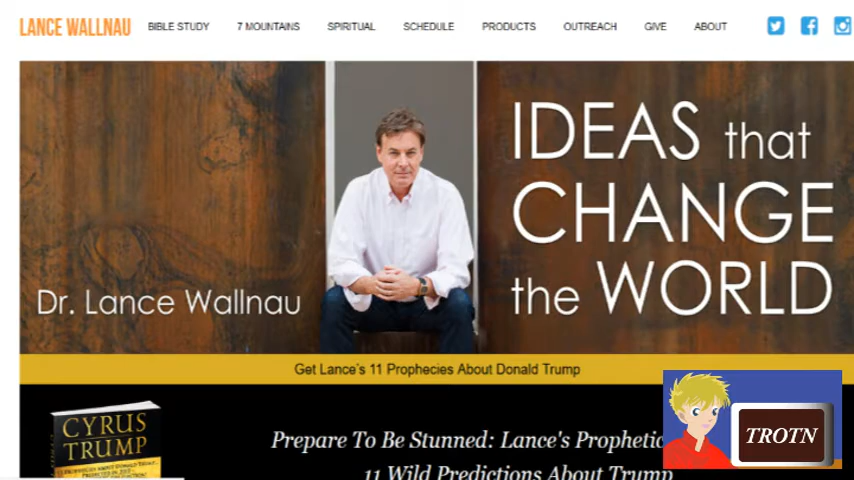 LANCE WALLNAU
BIBLE STUDY 7 MOUNTAINS SPIRITUAL SCHEDULE PRODUCTS OUTREACH GIVE ABOUT
IDEAS that
CHANGE
the WORLD
Dr. Lance Wallnau
Get Lance's 11 Prophecies About Donald Trump
CYRUS
TRUMP
Prepare To Be Stunned: Lance's Prophetic
11 Wild Predictions About Trump
TROTN